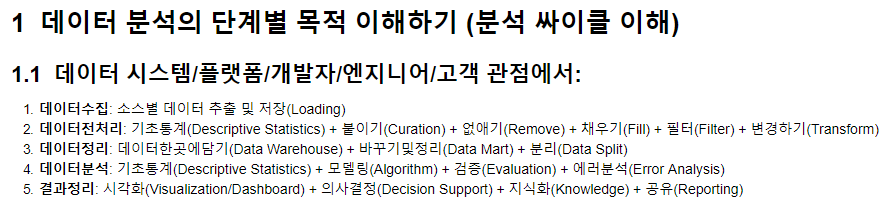 1 데이터 분석의 단계별 목적 이해하기 (분석 싸이클 이해)
1.1 데이터 시스템/플랫폼/개발자/엔지니어/고객 관점에서:
1. 데이터수집: 소스별 데이터 추출 및 저장(Loading)
2. 데이터전처리: 기초통계(Descriptive Statistics) + 붙이기(Curation) + 없애기(Remove) + 채우기(Fill) + 필터(Filter) + 변경하기(Transform)
3. 데이터정리: 데이터한곳에담기(Data Warehouse) + 바꾸기및정리(Data Mart) + 분리(Data Split)
4. 데이터분석: 기초통계(Descriptive Statistics) + 모델링(Algorithm) + 검증(Evaluation) + 에러분석(Error Analysis)
5. 결과정리: 시각화(Visualization/Dashboard) + 의사결정(Decision Support) + 지식화(Knowledge) + 공유(Reporting)